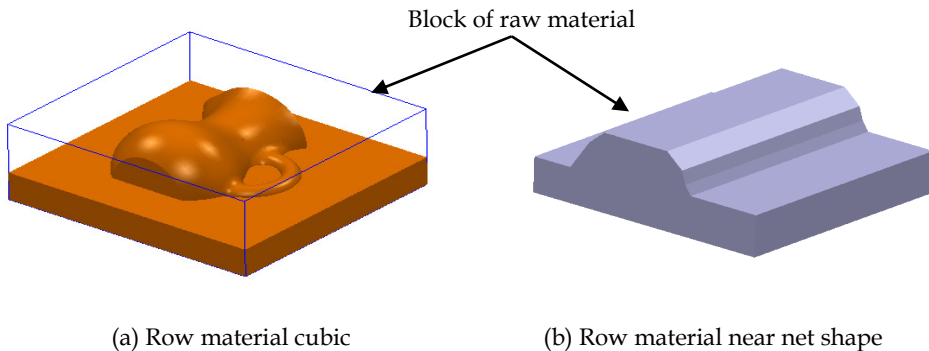 Block of raw material
(a) Row material cubic
(b) Row material near net shape